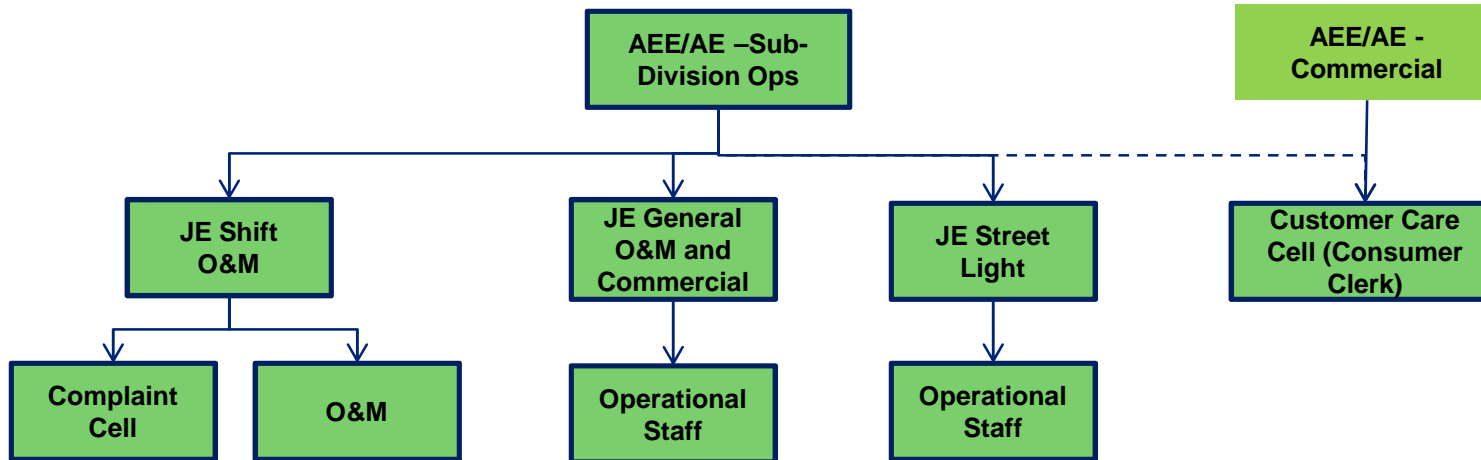 AEE/AE –Sub-
Division Ops
AEE/AE -
Commercial
JE Shift
O&M
JE General
O&M and
Commercial
JE Street
Light
Customer Care
Cell (Consumer
Clerk)
Complaint
Cell
O&M
Operational
Staff
Operational
Staff